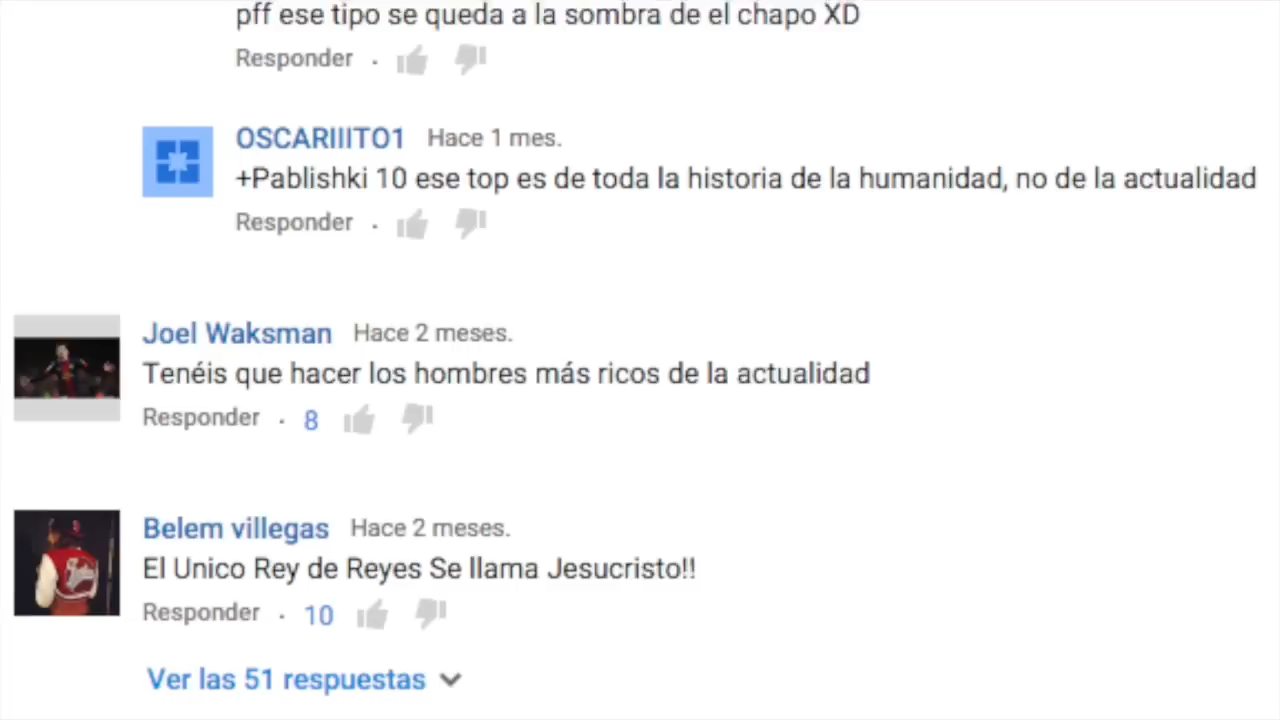 pff ese tipo se queda a la sombra de el chapo XD
Responder .
OSCARIIITO1 Hace 1 mes.
+Pablishki 10 ese top es de toda la historia de la humanidad, no de la actualidad
Responder .
Joel Waksman Hace 2 meses.
Tenéis que hacer los hombres más ricos de la actualidad
Responder . 8
Belem villegas Hace 2 meses.
El Unico Rey de Reyes Se llama Jesucristo!!
Responder . 10
Ver las 51 respuestas